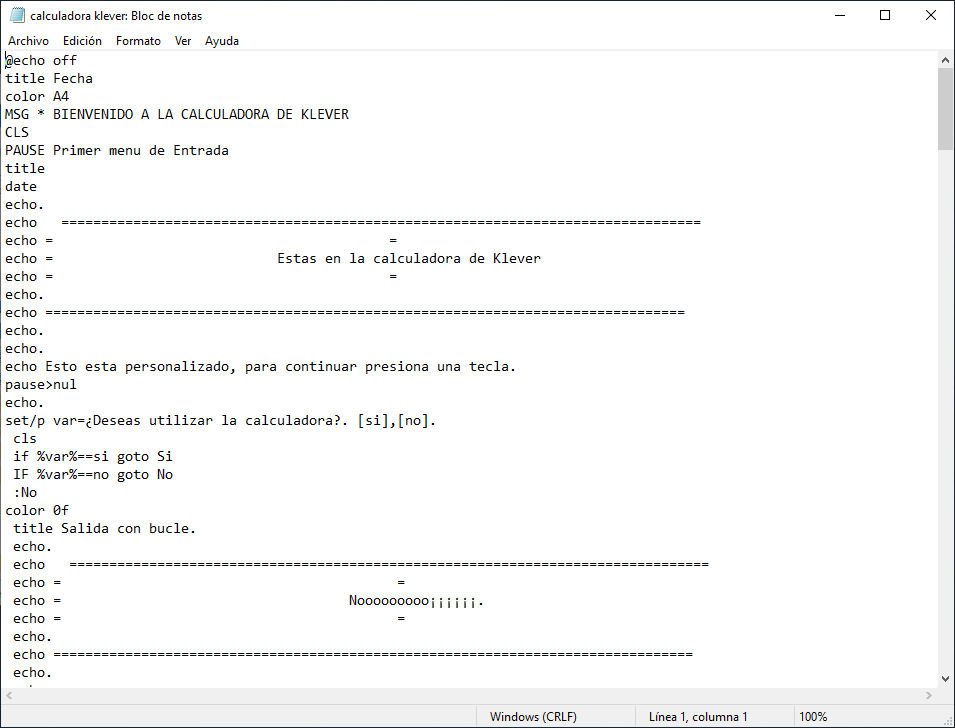 calculadora klever: Bloc de notas
Archivo Edición Formato Ver Ayuda
@echo off
title Fecha
color A4
MSG * BIENVENIDO A LA CALCULADORA DE KLEVER
CLS
PAUSE Primer menu de Entrada
title
date
echo.
echo   ================================================================================
echo =                                          =
echo =                            Estas en la calculadora de Klever
echo =                                          =
echo.
echo ================================================================================
echo.
echo.
echo Esto esta personalizado, para continuar presiona una tecla.
pause>nul
echo.
set/p var=¿Deseas utilizar la calculadora?. [si],[no].
 cls
 if %var%==si goto Si
 IF %var%==no goto No
 :No
color 0f
 title Salida con bucle.
 echo.
 echo   ================================================================================
 echo =                                          =
 echo =                                    Nooooooooo¡¡¡¡¡¡.
 echo =                                          =
 echo.
 echo ================================================================================
 echo.
Windows (CRLF) Línea 1, columna 1 100%